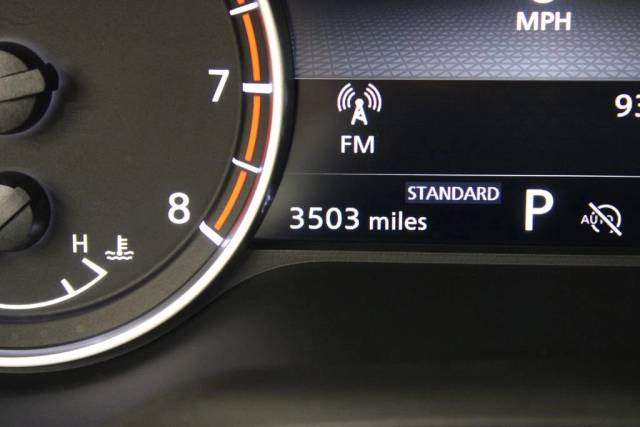 MPH
7
93
FM
STANDARD
8
3503 miles
P
AUTO
H